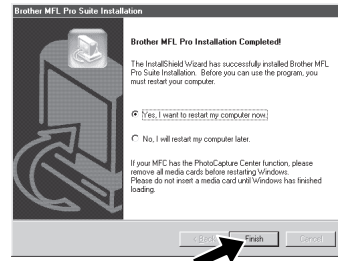 Brother MFL Pro Suite Installation
Brother MFL Pro Installation Completed!
The InstallShield Wizard has successfully installed Brother MFL
Pro Suite Installation. Before you can use the program, you
must restart your computer.
Yes, I want to restart my computer now.
No, I will restart my computer later.
If your MFC has the PhotoCapture Center function, please
remove all media cards before restarting Windows.
Please do not insert a media card until Windows has finished
loading.
< Back
Finish
Cancel